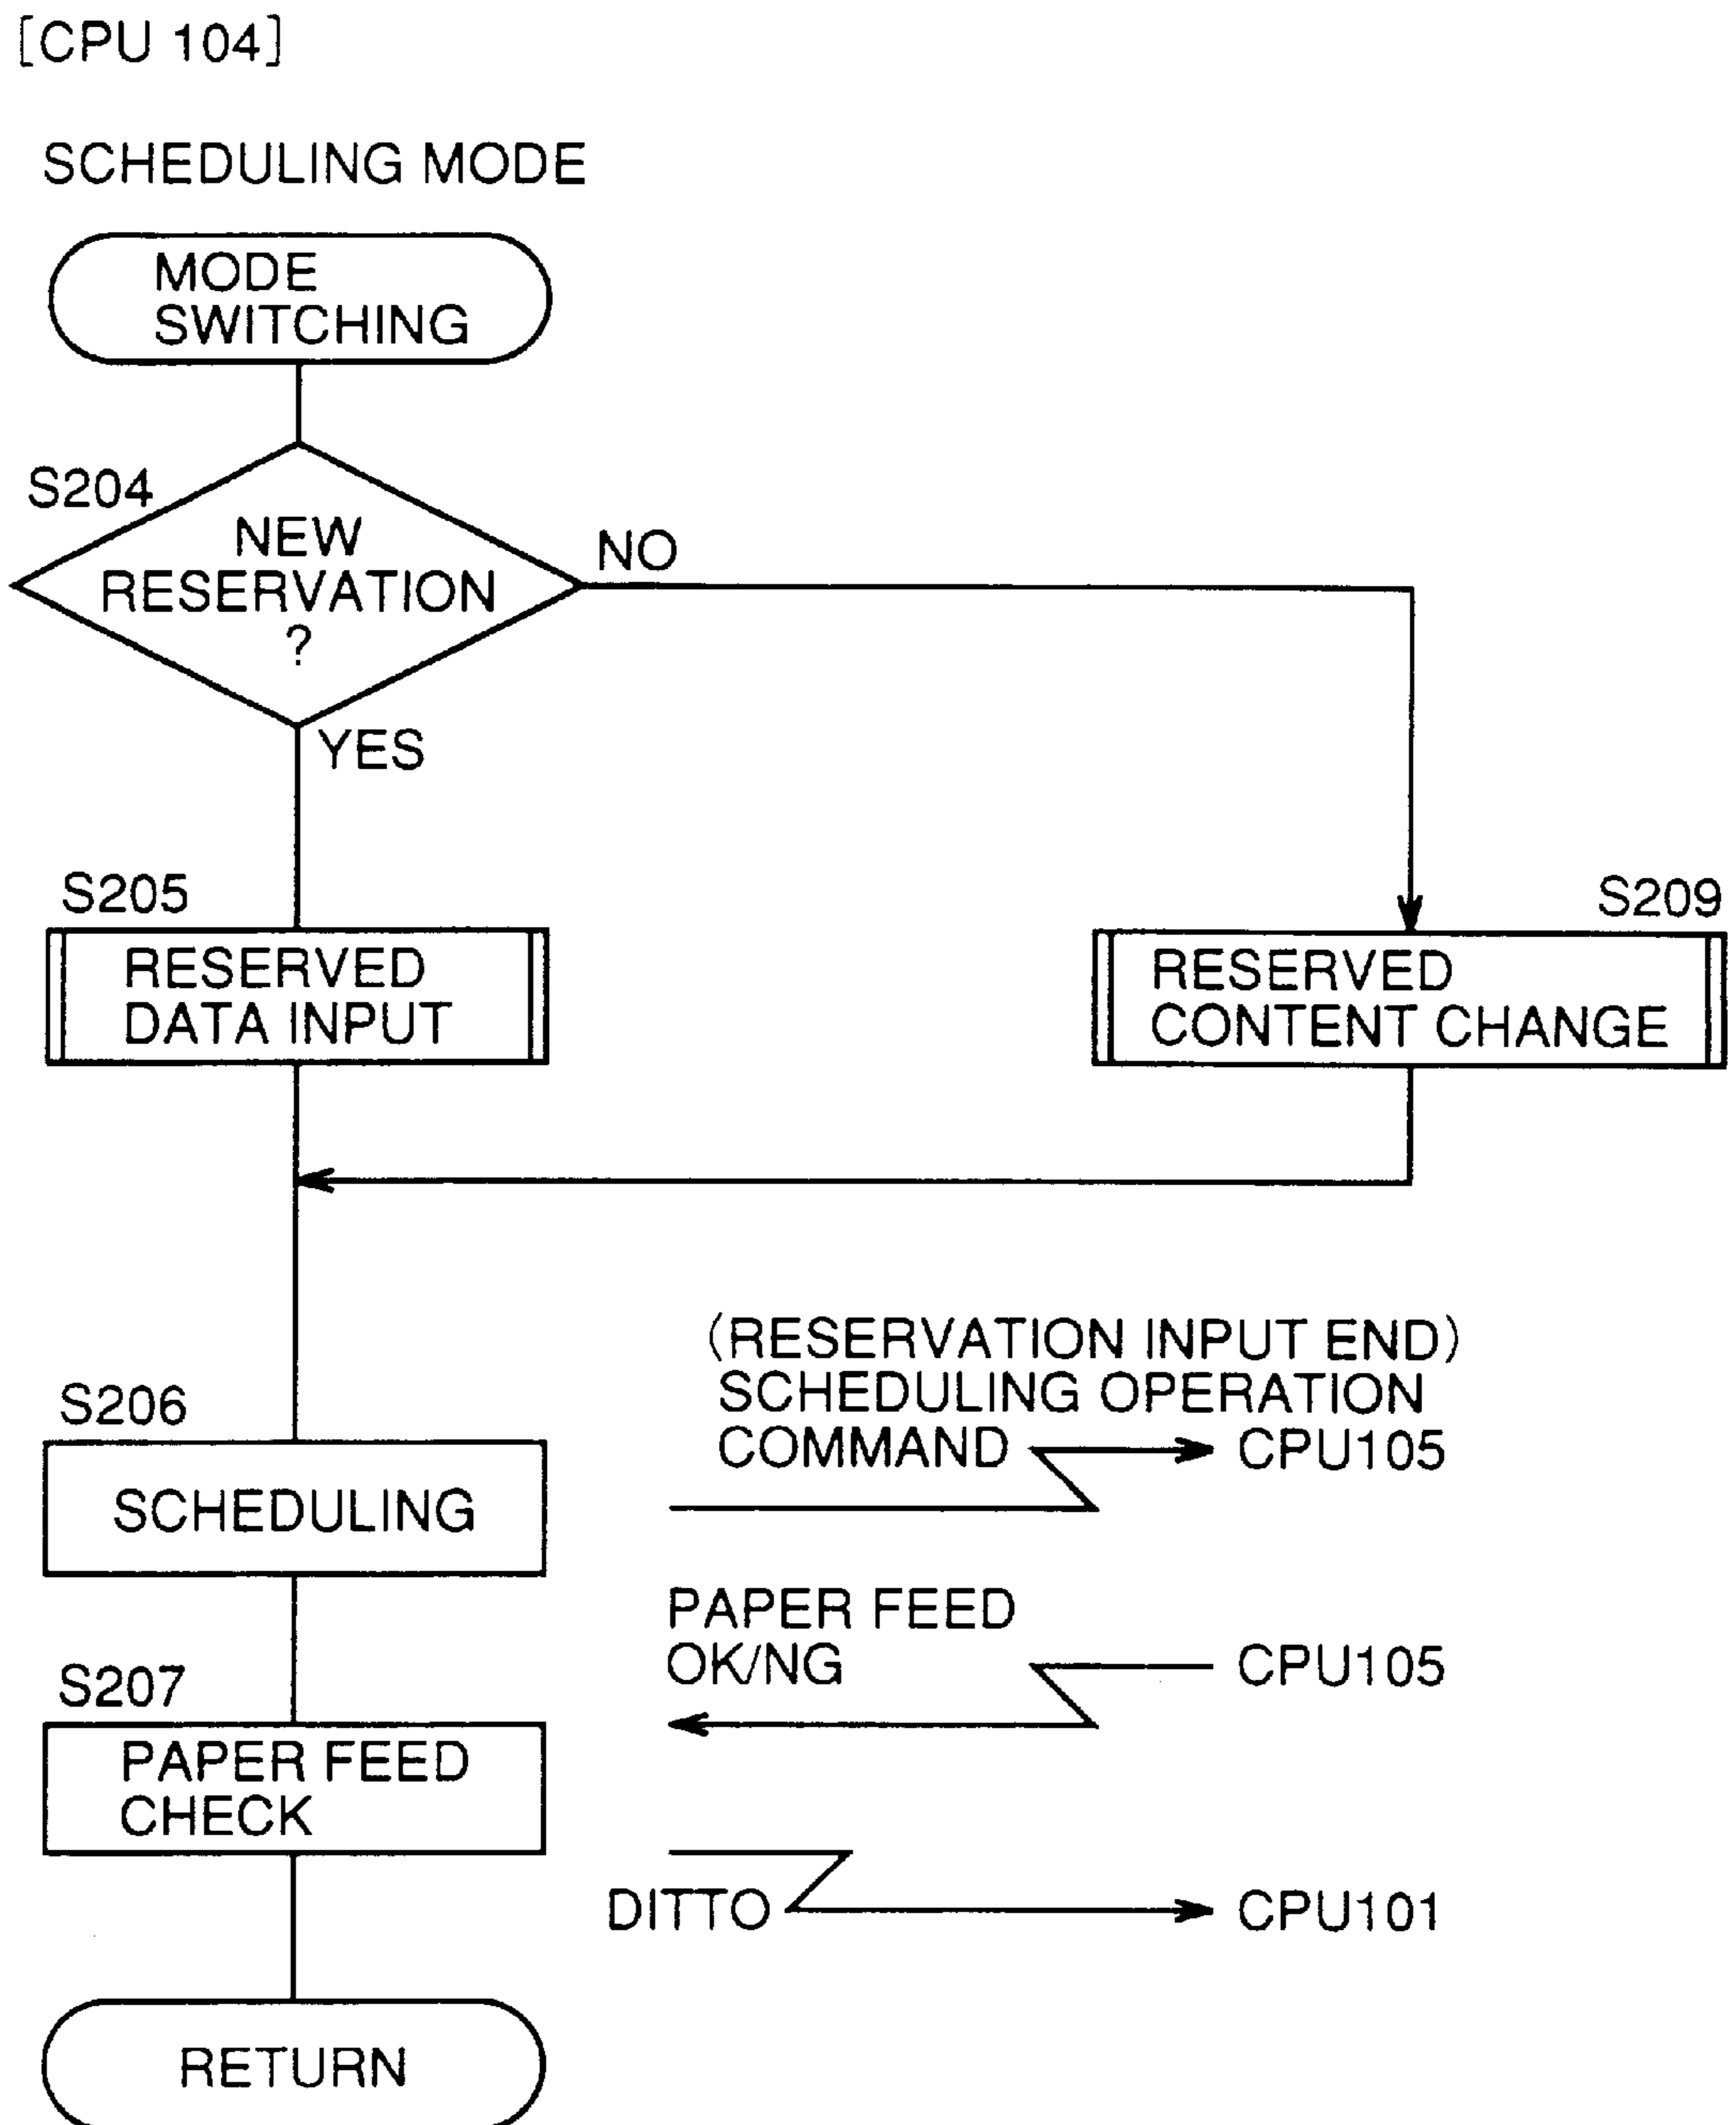 [CPU 104]
SCHEDULING MODE
MODE
SWITCHING
S204
NEW
RESERVATION
?
NO
YES
S205
RESERVED
DATA INPUT
S209
RESERVED
CONTENT CHANGE
(RESERVATION INPUT END)
SCHEDULING OPERATION
COMMAND
CPU105
S206
SCHEDULING
PAPER FEED
OK/NG
CPU105
S207
PAPER FEED
CHECK
DITTO
CPU101
RETURN